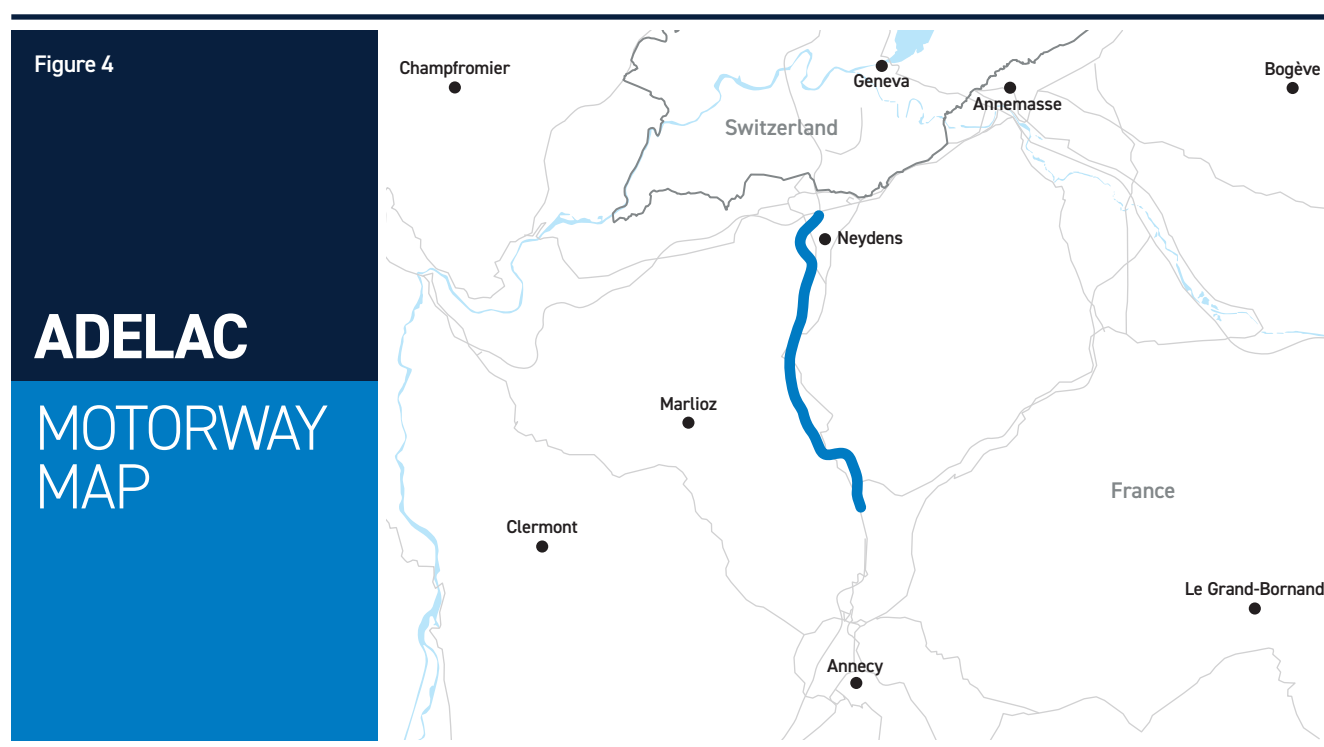 Figure 4
ADELAC
MOTORWAY
MAP
Champfromier
Geneva
Annemasse
Bogève
Switzerland
Neydens
Marlioz
France
Clermont
Le Grand-Bornand
Annecy